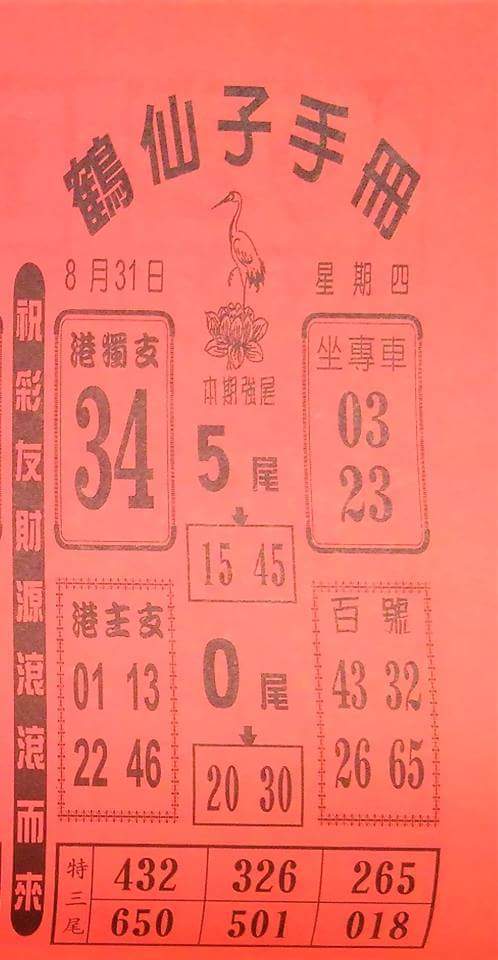 鶴仙子手冊
8月31日
星期四
祝彩友財源滾滾而來
港獨支
34
本期強尾
5尾
15 45
坐專車
03
23
港主支
01 13
22 46
0尾
20 30
百號
43 32
26 65
特三尾
432 326 265
650 501 018